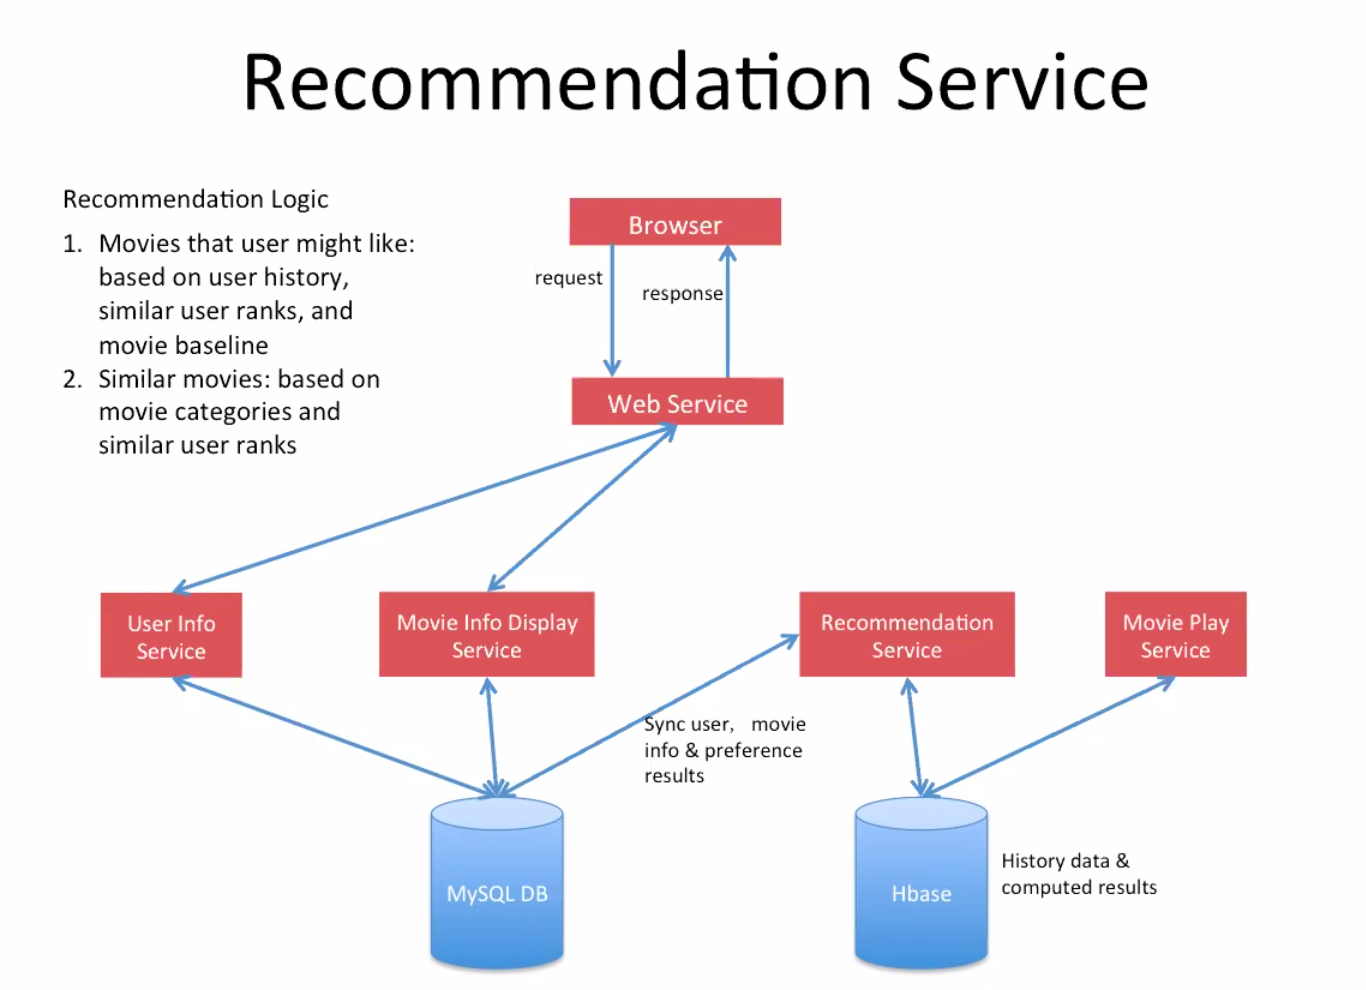 Recommendation Service
Recommendation Logic
1. Movies that user might like:
based on user history,
similar user ranks, and
movie baseline
2. Similar movies: based on
movie categories and
similar user ranks
Browser
request
response
Web Service
User Info
Service
Movie Info Display
Service
Recommendation
Service
Movie Play
Service
Sync user， movie
info & preference
results
MySQL DB
Hbase
History data &
computed results